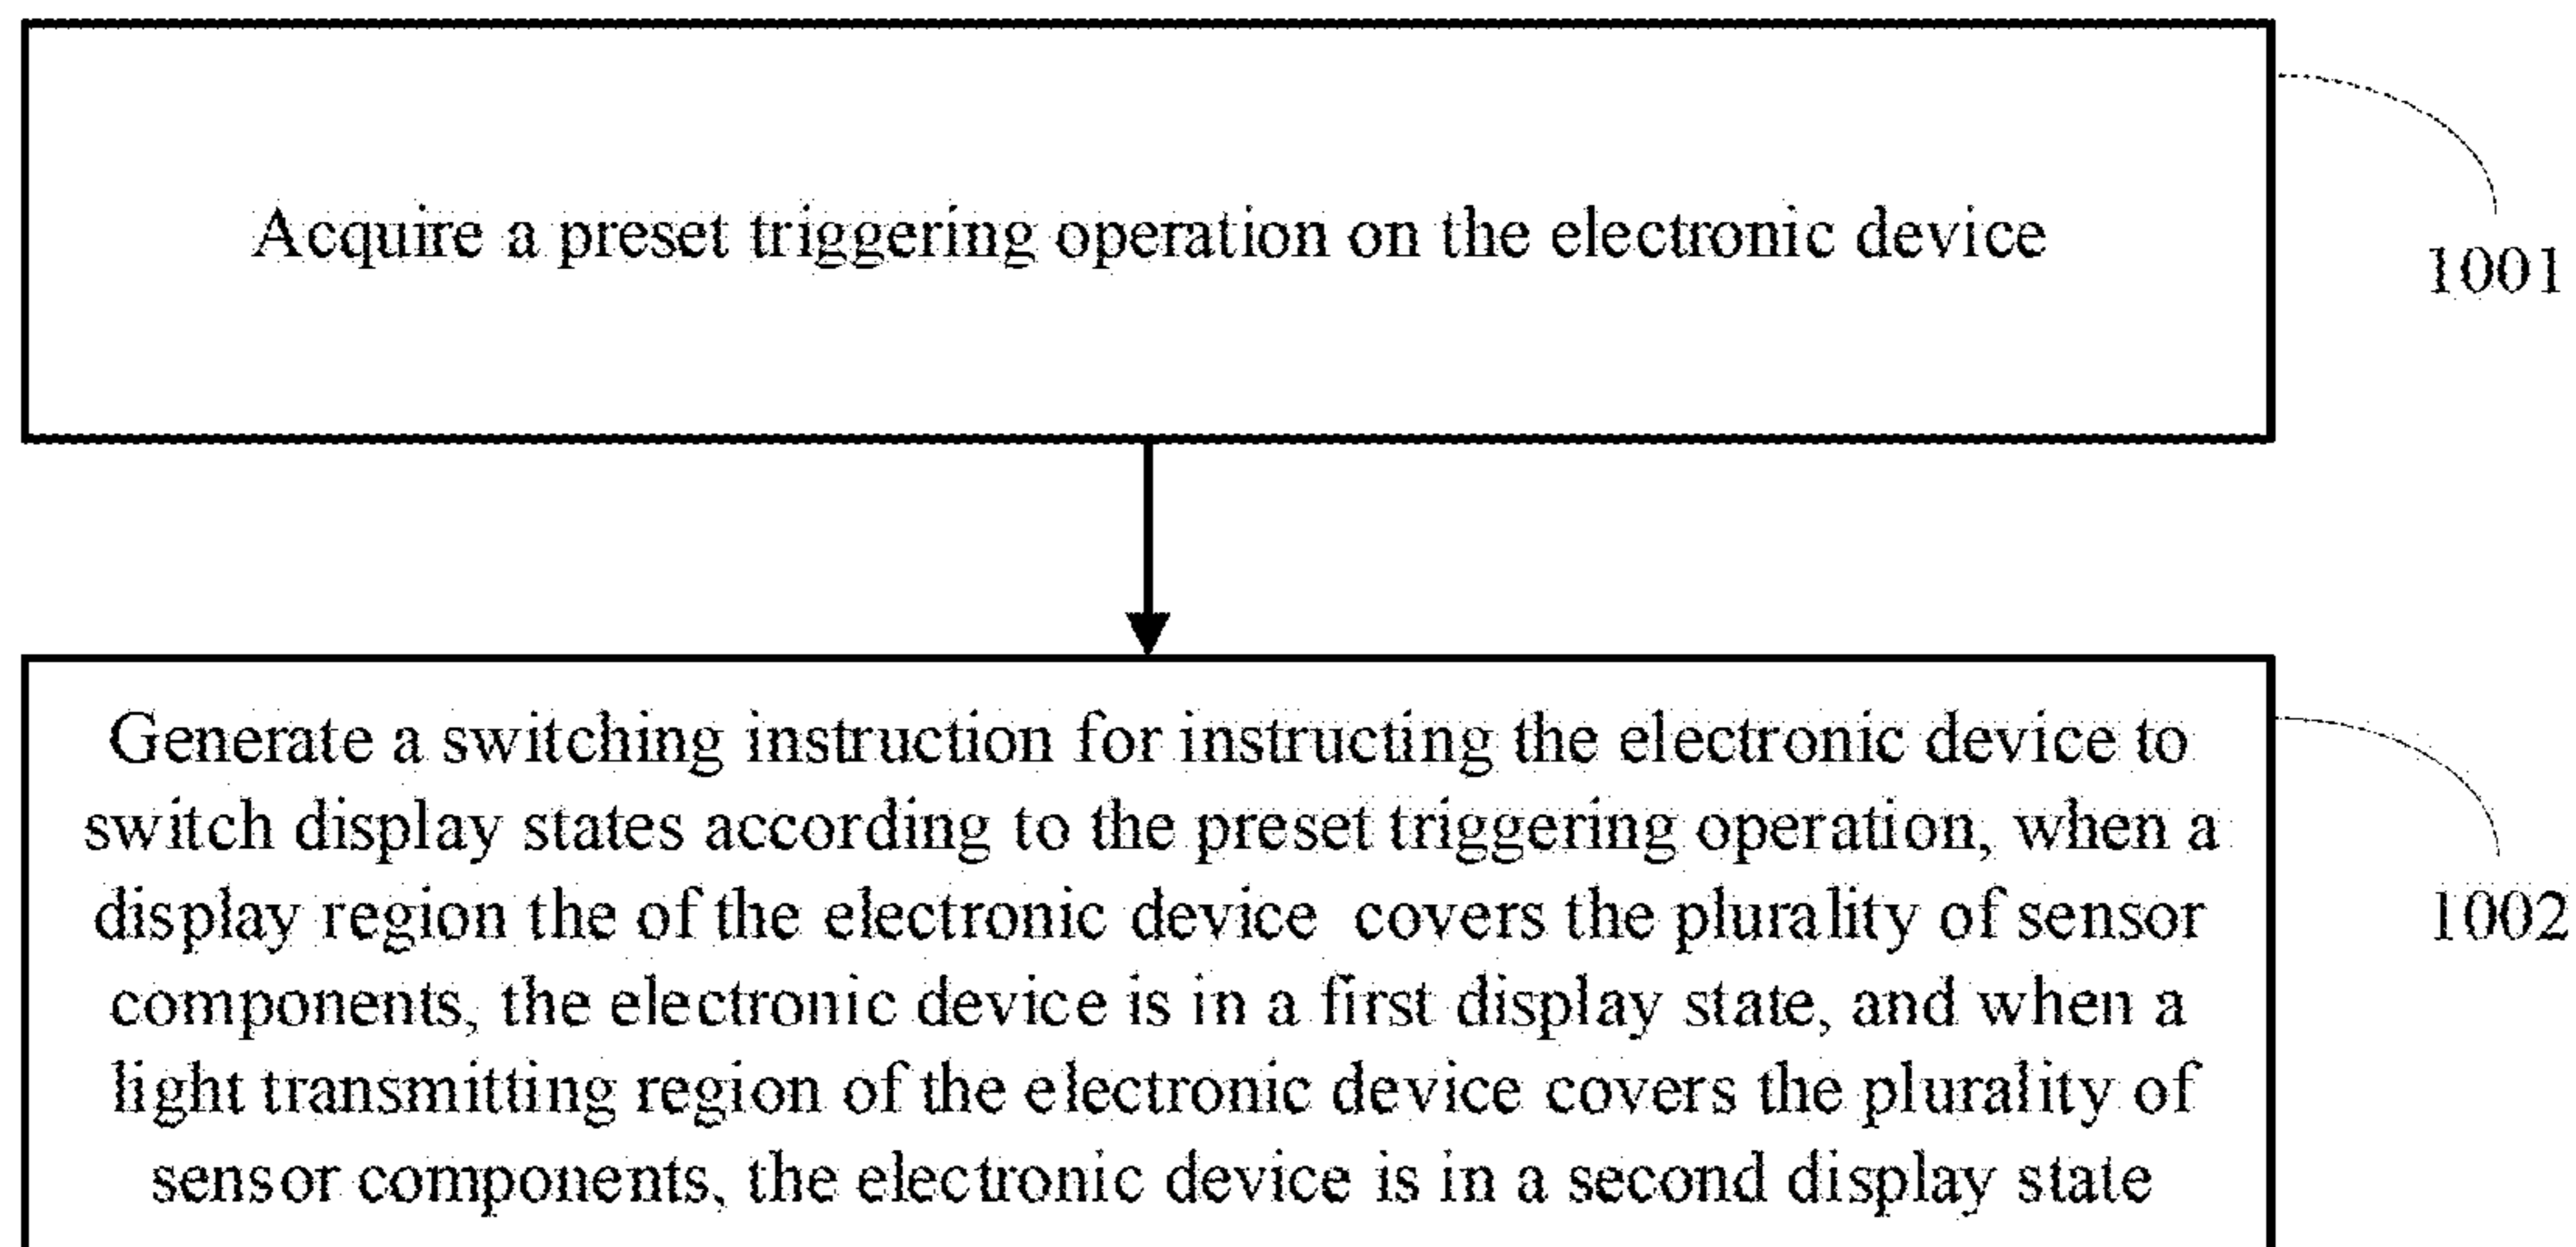 Acquire a preset triggering operation on the electronic device
1001
Generate a switching instruction for instructing the electronic device to
switch display states according to the preset triggering operation, when a
display region the of the electronic device covers the plurality of sensor
components, the electronic device is in a first display state, and when a
light transmitting region of the electronic device covers the plurality of
sensor components, the electronic device is in a second display state
1002